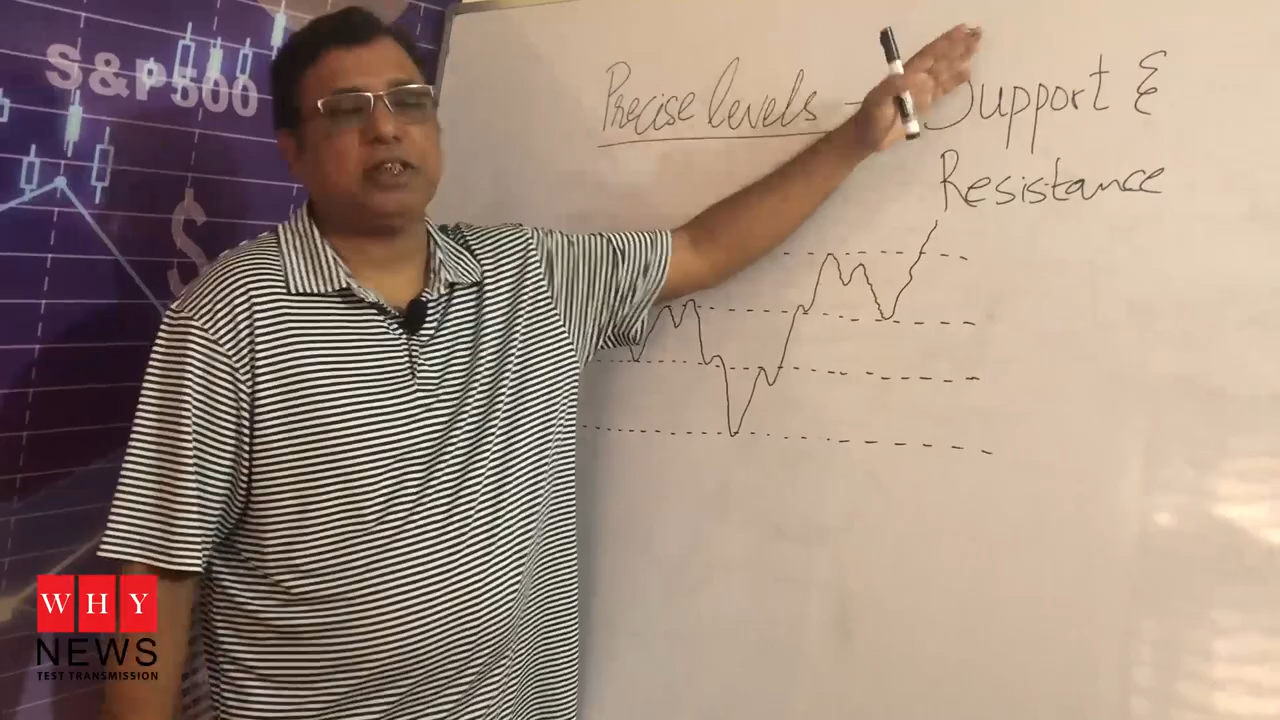 S&P500
$
Precise levels - Support &
Resistance
WHY
NEWS
TEST TRANSMISSION